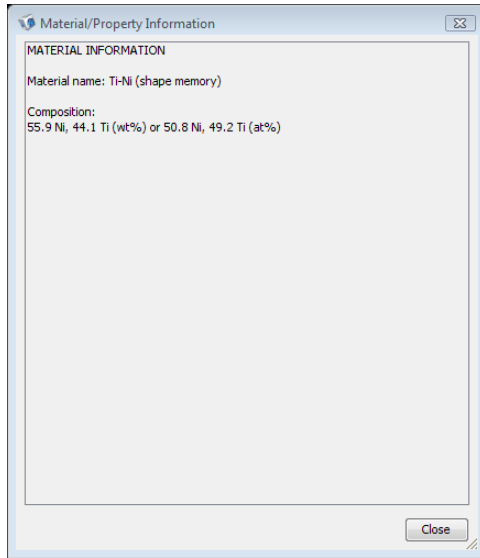 Material/Property Information
MATERIAL INFORMATION
Material name: Ti-Ni (shape memory)
Composition:
55.9 Ni, 44.1 Ti (wt%) or 50.8 Ni, 49.2 Ti (at%)
Close